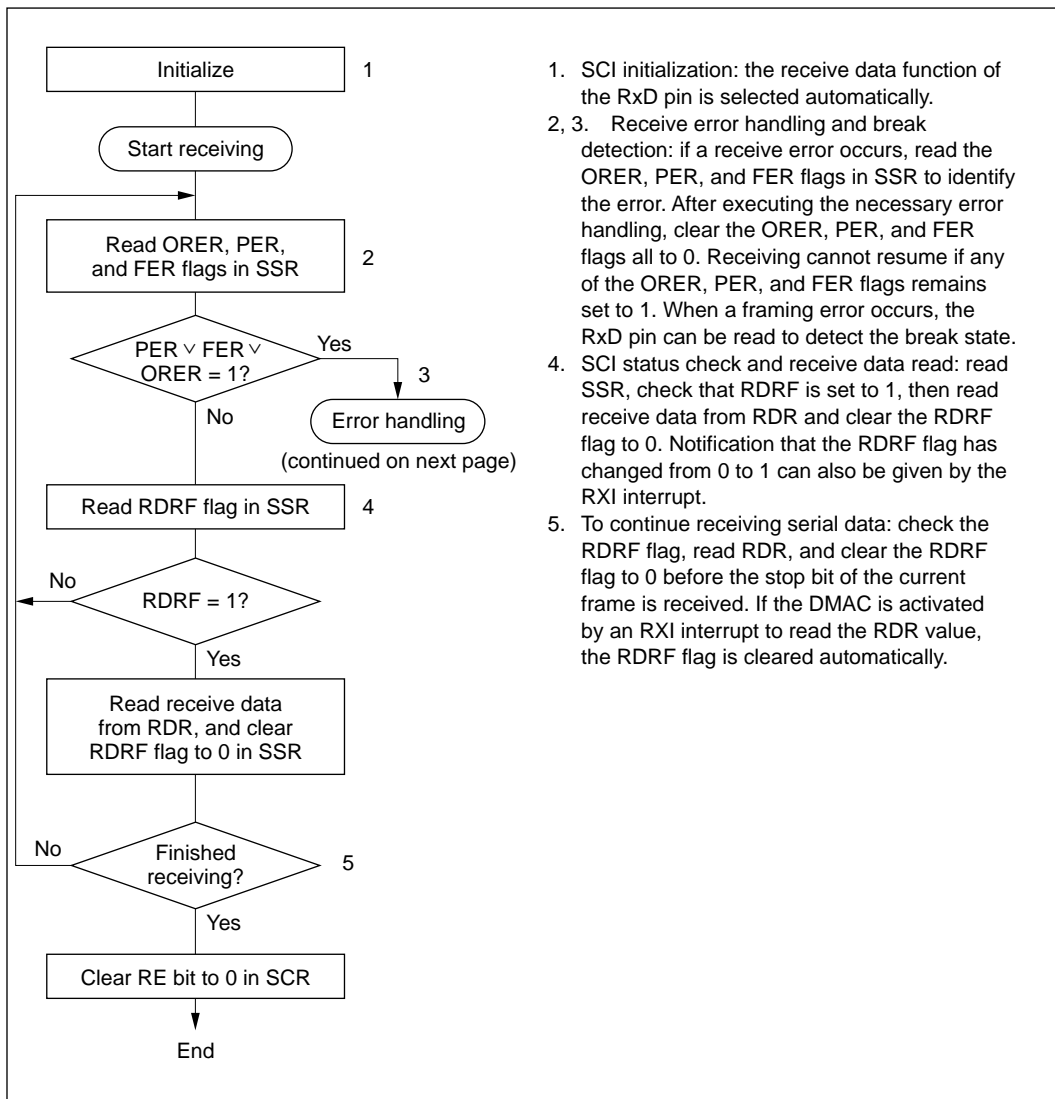 Initialize
1
Start receiving
Read ORER, PER,
and FER flags in SSR
2
PER ∨ FER ∨
ORER = 1?
Yes
3
No
Error handling
(continued on next page)
Read RDRF flag in SSR
4
No
RDRF = 1?
Yes
Read receive data
from RDR, and clear
RDRF flag to 0 in SSR
No
Finished
receiving?
5
Yes
Clear RE bit to 0 in SCR
End
1. SCI initialization: the receive data function of
the RxD pin is selected automatically.
2, 3. Receive error handling and break
detection: if a receive error occurs, read the
ORER, PER, and FER flags in SSR to identify
the error. After executing the necessary error
handling, clear the ORER, PER, and FER
flags all to 0. Receiving cannot resume if any
of the ORER, PER, and FER flags remains
set to 1. When a framing error occurs, the
RxD pin can be read to detect the break state.
4. SCI status check and receive data read: read
SSR, check that RDRF is set to 1, then read
receive data from RDR and clear the RDRF
flag to 0. Notification that the RDRF flag has
changed from 0 to 1 can also be given by the
RXI interrupt.
5. To continue receiving serial data: check the
RDRF flag, read RDR, and clear the RDRF
flag to 0 before the stop bit of the current
frame is received. If the DMAC is activated
by an RXI interrupt to read the RDR value,
the RDRF flag is cleared automatically.